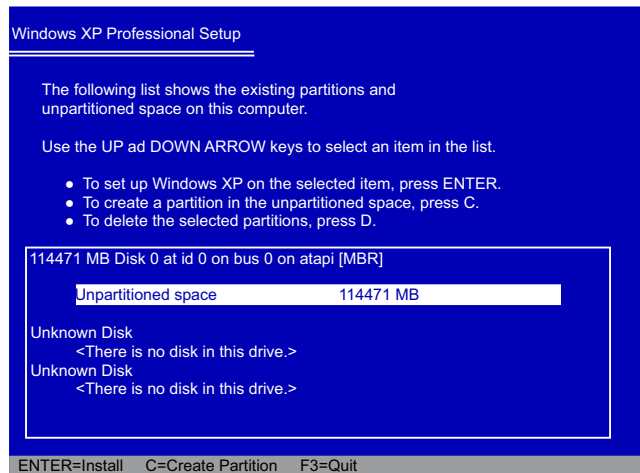 Windows XP Professional Setup
The following list shows the existing partitions and
unpartitioned space on this computer.
Use the UP ad DOWN ARROW keys to select an item in the list.
● To set up Windows XP on the selected item, press ENTER.
● To create a partition in the unpartitioned space, press C.
● To delete the selected partitions, press D.
114471 MB Disk 0 at id 0 on bus 0 on atapi [MBR]
Unpartitioned space 114471 MB
Unknown Disk
<There is no disk in this drive.>
Unknown Disk
<There is no disk in this drive.>
ENTER=Install C=Create Partition F3=Quit